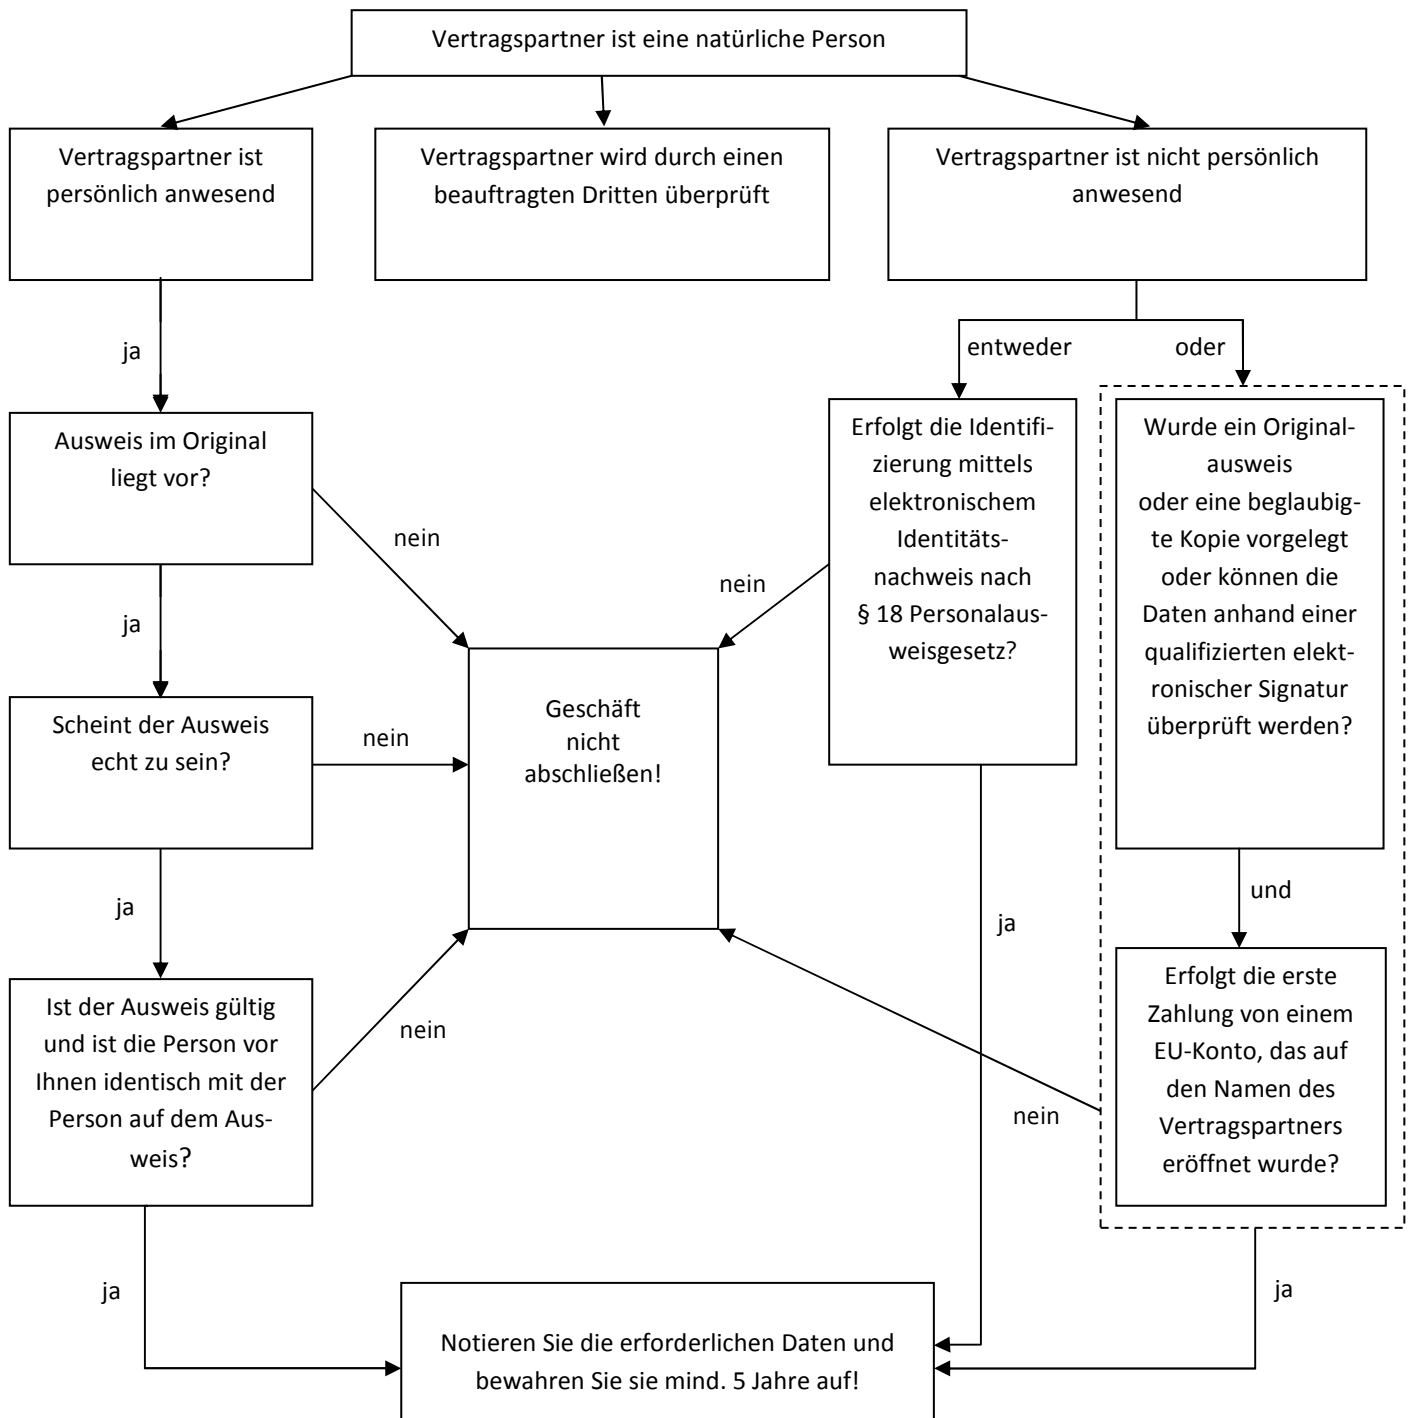 Vertragspartner ist eine natürliche Person
Vertragspartner ist
persönlich anwesend
Vertragspartner wird durch einen
beauftragten Dritten überprüft
Vertragspartner ist nicht persönlich
anwesend
ja
entweder
oder
Ausweis im Original
liegt vor?
nein
Erfolgt die Identifi-
zierung mittels
elektronischem
Identitäts-
nachweis nach
§ 18 Personalaus-
weisgesetz?
nein
Wurde ein Original-
ausweis
oder eine beglaubig-
te Kopie vorgelegt
oder können die
Daten anhand einer
qualifizierten elekt-
ronischer Signatur
überprüft werden?
ja
Scheint der Ausweis
echt zu sein?
nein
Geschäft
nicht
abschließen!
ja
ja
und
Ist der Ausweis gültig
und ist die Person vor
Ihnen identisch mit der
Person auf dem Aus-
weis?
nein
Erfolgt die erste
Zahlung von einem
EU-Konto, das auf
den Namen des
Vertragspartners
eröffnet wurde?
nein
ja
ja
Notieren Sie die erforderlichen Daten und
bewahren Sie sie mind. 5 Jahre auf!